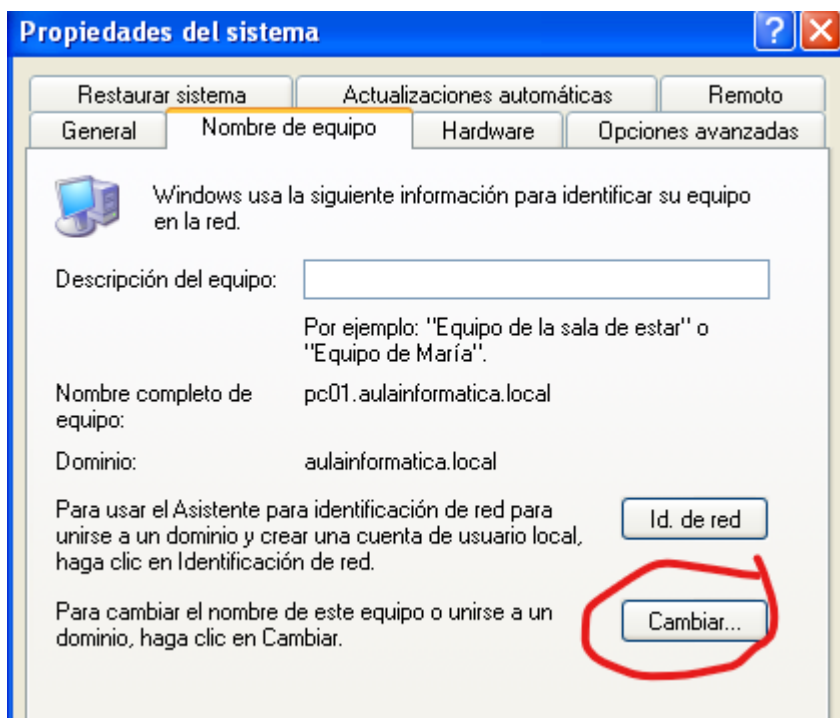 Propiedades del sistema
?
Restaurar sistema
Actualizaciones automáticas
Remoto
General
Nombre de equipo
Hardware
Opciones avanzadas
Windows usa la siguiente información para identificar su equipo
en la red.
Descripción del equipo:
Por ejemplo: "Equipo de la sala de estar" o
"Equipo de María".
Nombre completo de
equipo:
pc01.aulainformatica.local
Dominio:
aulainformatica.local
Para usar el Asistente para identificación de red para
unirse a un dominio y crear una cuenta de usuario local,
haga clic en Identificación de red.
Id. de red
Para cambiar el nombre de este equipo o unirse a un
dominio, haga clic en Cambiar.
Cambiar...